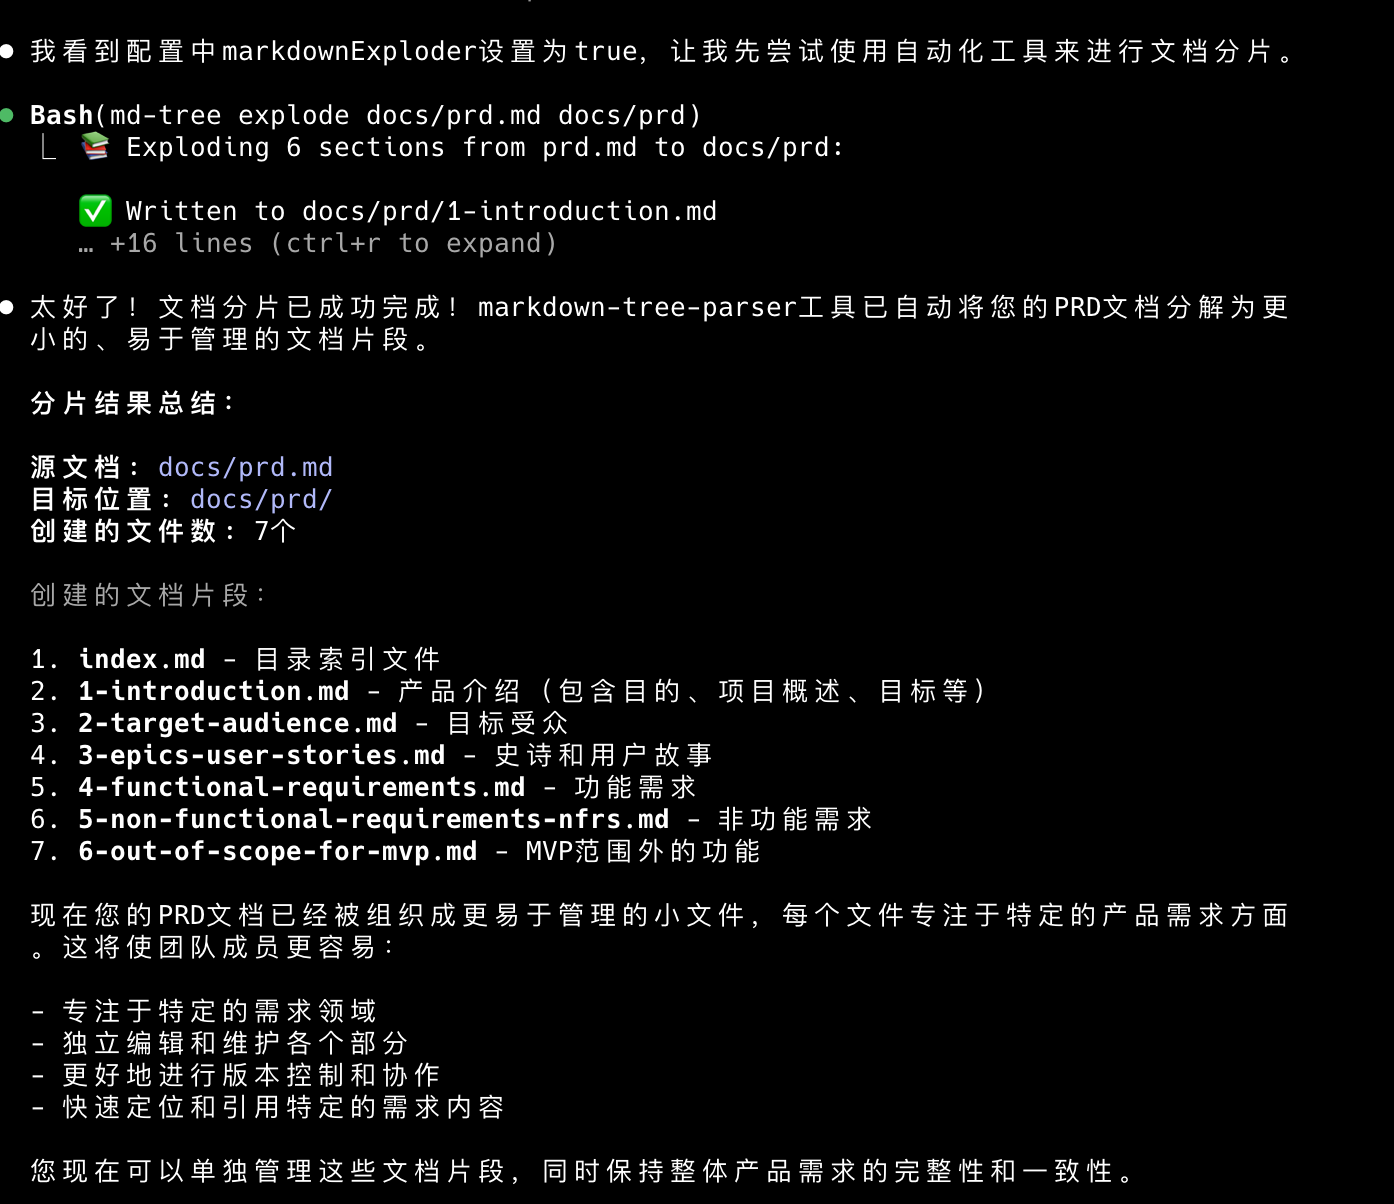 我看到配置中markdownExploder设置为true，让我先尝试使用自动化工具来进行文档分片。
Bash(md-tree explode docs/prd.md docs/prd)
📚 Exploding 6 sections from prd.md to docs/prd:
✅ Written to docs/prd/1-introduction.md
… +16 lines (ctrl+r to expand)
太好了！文档分片已成功完成！markdown-tree-parser工具已自动将您的PRD文档分解为更
小的、易于管理的文档片段。
分片结果总结：
源文档：docs/prd.md
目标位置：docs/prd/
创建的文件数：7个
创建的文档片段：
1. index.md - 目录索引文件
2. 1-introduction.md - 产品介绍（包含目的、项目概述、目标等）
3. 2-target-audience.md - 目标受众
4. 3-epics-user-stories.md - 史诗和用户故事
5. 4-functional-requirements.md - 功能需求
6. 5-non-functional-requirements-nfrs.md - 非功能需求
7. 6-out-of-scope-for-mvp.md - MVP范围外的功能
现在您的PRD文档已经被组织成更易于管理的小文件，每个文件专注于特定的产品需求方面
。这将使团队成员更容易：
- 专注于特定的需求领域
- 独立编辑和维护各个部分
- 更好地进行版本控制和协作
- 快速定位和引用特定的需求内容
您现在可以单独管理这些文档片段，同时保持整体产品需求的完整性和一致性。